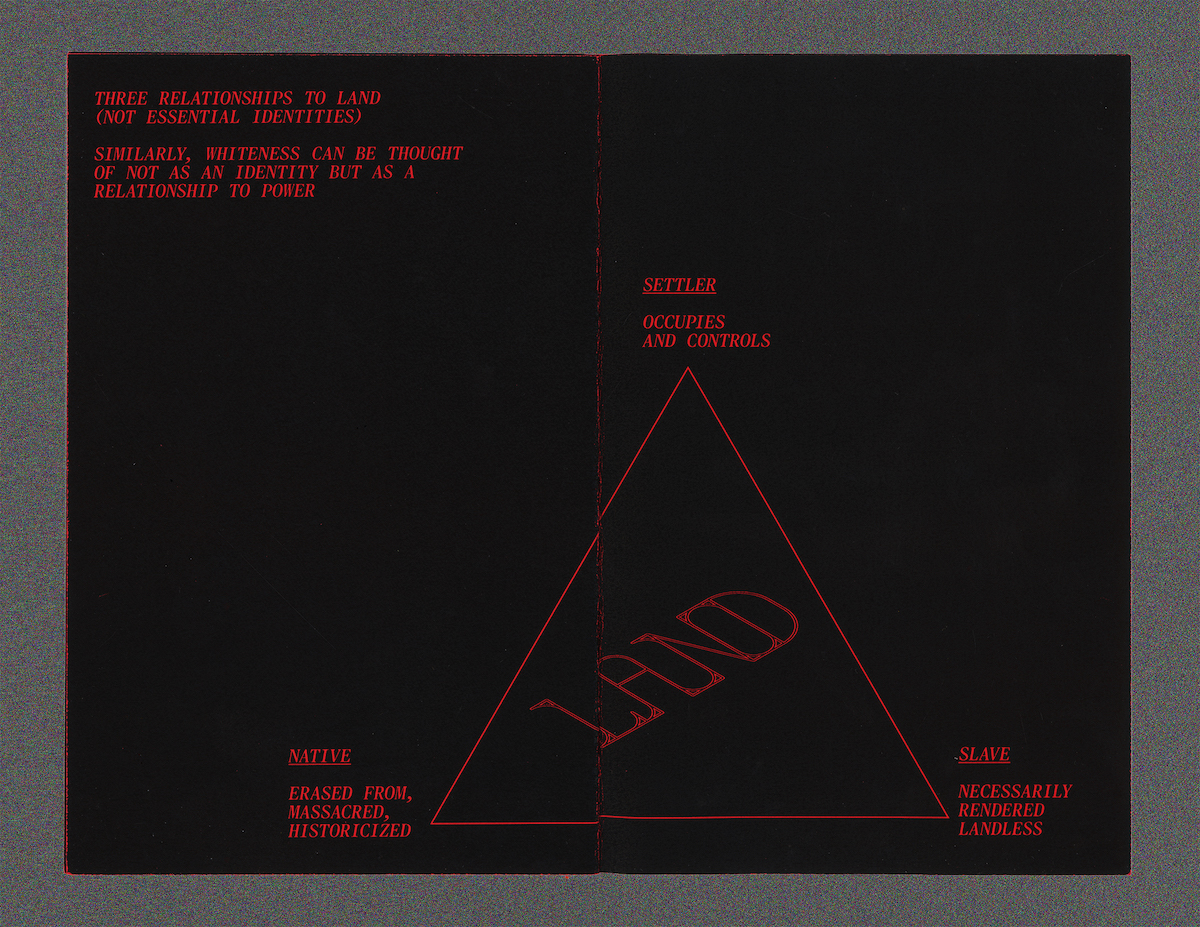 THREE RELATIONSHIPS TO LAND
(NOT ESSENTIAL IDENTITIES)
SIMILARLY, WHITENESS CAN BE THOUGHT
OF NOT AS AN IDENTITY BUT AS A
RELATIONSHIP TO POWER
SETTLER
OCCUPIES
AND CONTROLS
LAND
NATIVE
ERASED FROM,
MASSACRED,
HISTORICIZED
SLAVE
NECESSARILY
RENDERED
LANDLESS